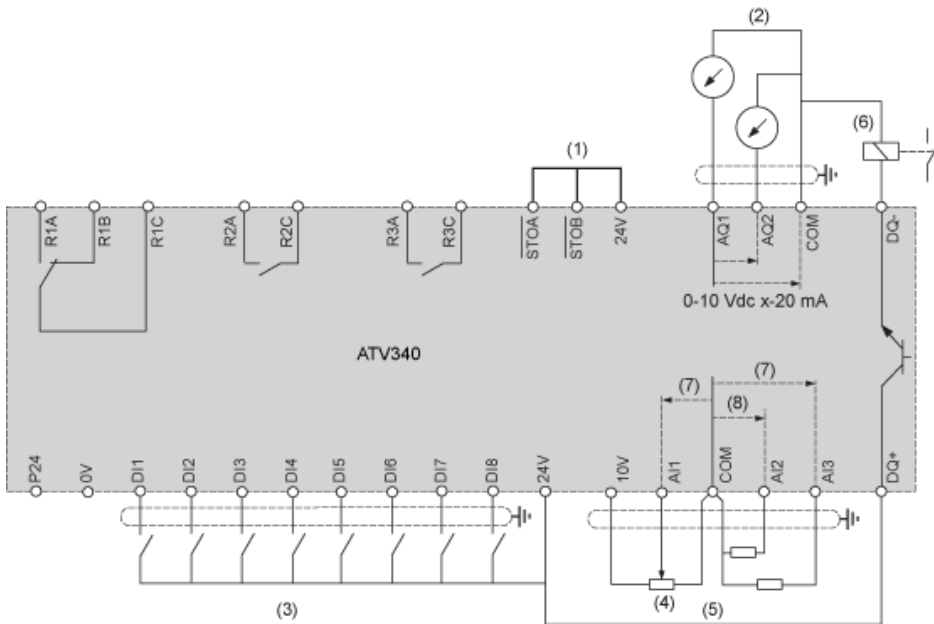 (2)
(6)
(1)
R1A R1B R1C R2A R2C R3A R3C STOA STOB 24V AQ1 AQ2 COM DQ-
0-10 Vdc x-20 mA
ATV340
(7)
(7)
(8)
P24 0V DI1 DI2 DI3 DI4 DI5 DI6 DI7 DI8 24V 10V AI1 COM AI2 AI3 DQ+
(3) (4) (5)